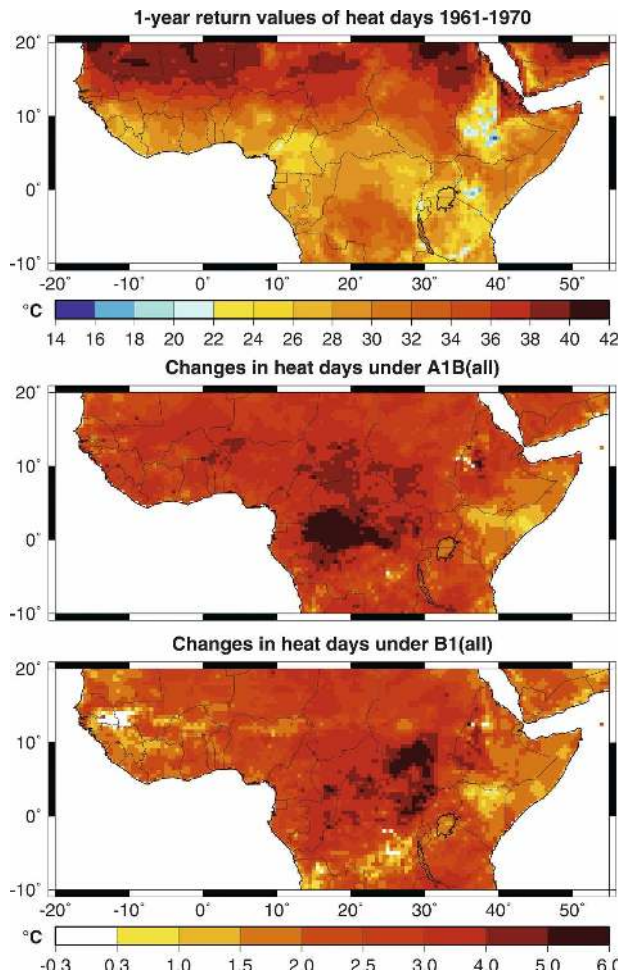 1-year return values of heat days 1961-1970
20˚
10˚
0˚
-10˚
-20˚ -10˚ 0˚ 10˚ 20˚ 30˚ 40˚ 50˚
°C
14 16 18 20 22 24 26 28 30 32 34 36 38 40 42
Changes in heat days under A1B(all)
20˚
10˚
0˚
-10˚
Changes in heat days under B1(all)
20˚
10˚
0˚
-10˚
-20˚ -10˚ 0˚ 10˚ 20˚ 30˚ 40˚ 50˚
°C
-0.3 0.3 1.0 1.5 2.0 2.5 3.0 4.0 5.0 6.0